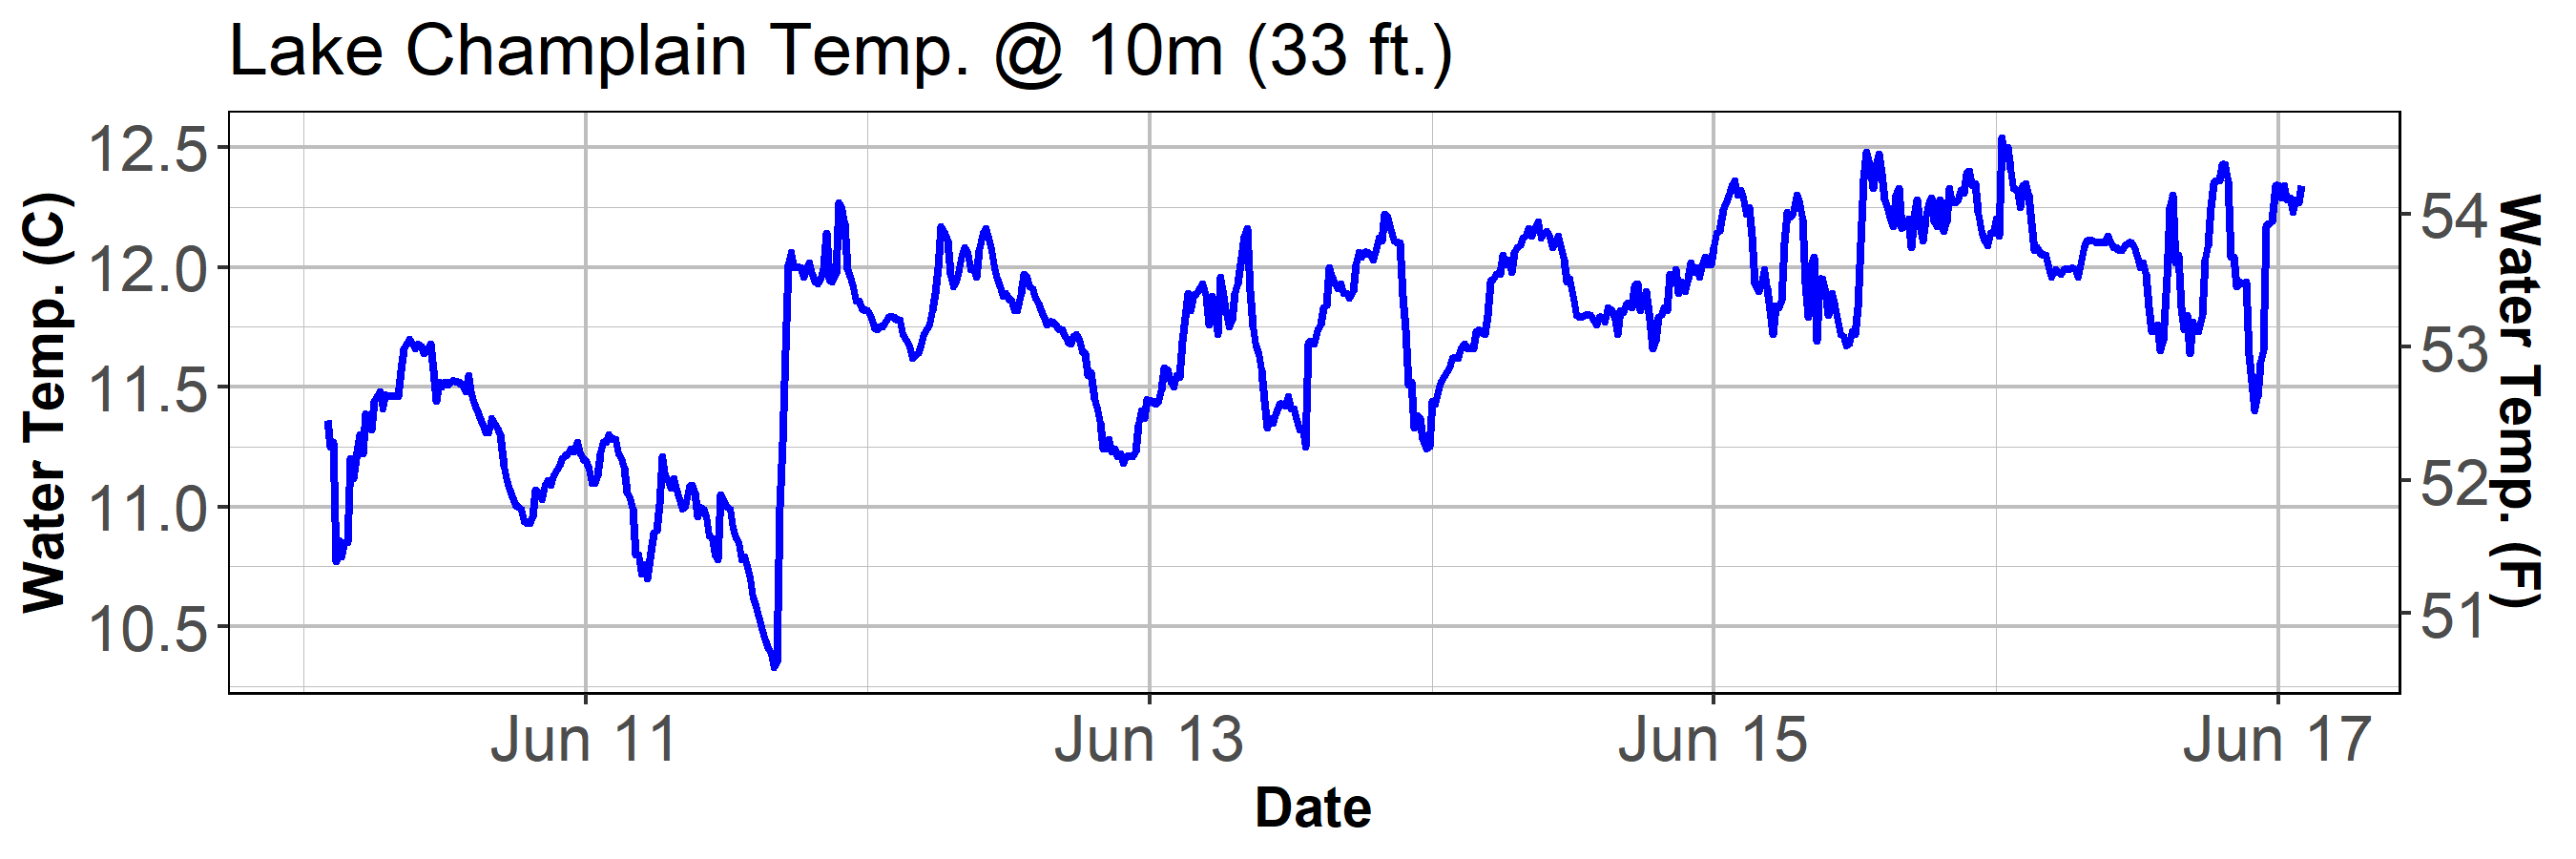 Lake Champlain Temp. @ 10m (33 ft.)
Water Temp. (C)
12.5
12.0
11.5
11.0
10.5
54
53
52
51
Water Temp. (F)
Jun 11
Jun 13
Jun 15
Jun 17
Date